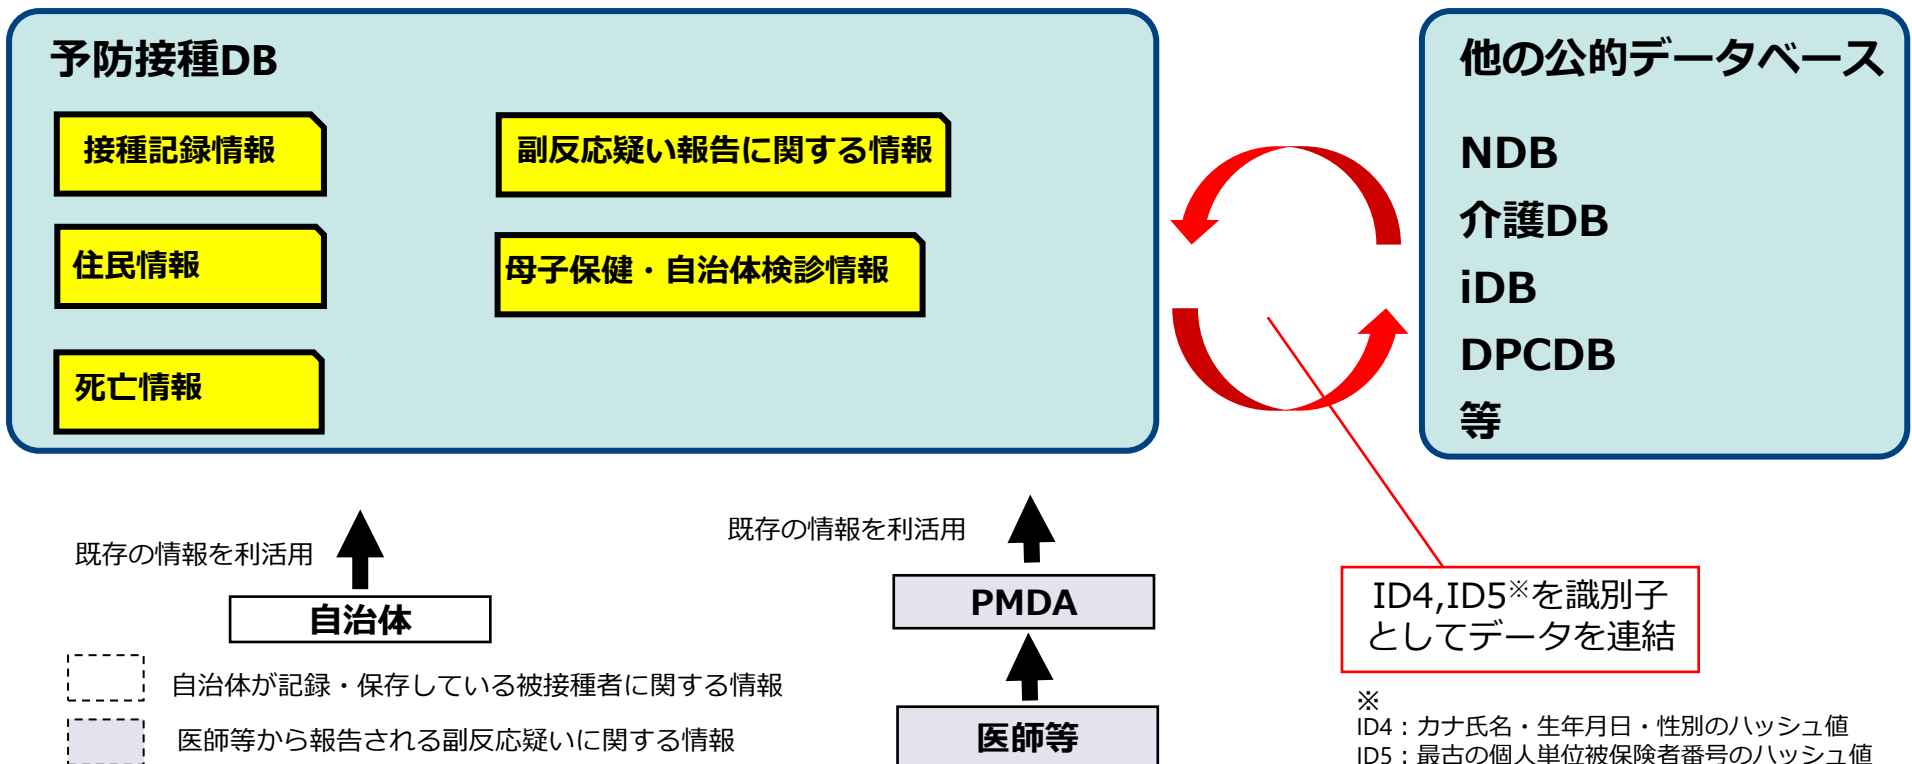 予防接種DB
接種記録情報
副反応疑い報告に関する情報
住民情報
母子保健・自治体検診情報
死亡情報
他の公的データベース
NDB
介護DB
iDB
DPCDB
等
既存の情報を利活用
自治体
既存の情報を利活用
PMDA
医師等
自治体が記録・保存している被接種者に関する情報
医師等から報告される副反応疑いに関する情報
ID4,ID5※を識別子
としてデータを連結
※
ID4：カナ氏名・生年月日・性別のハッシュ値
ID5：最古の個人単位被保険者番号のハッシュ値